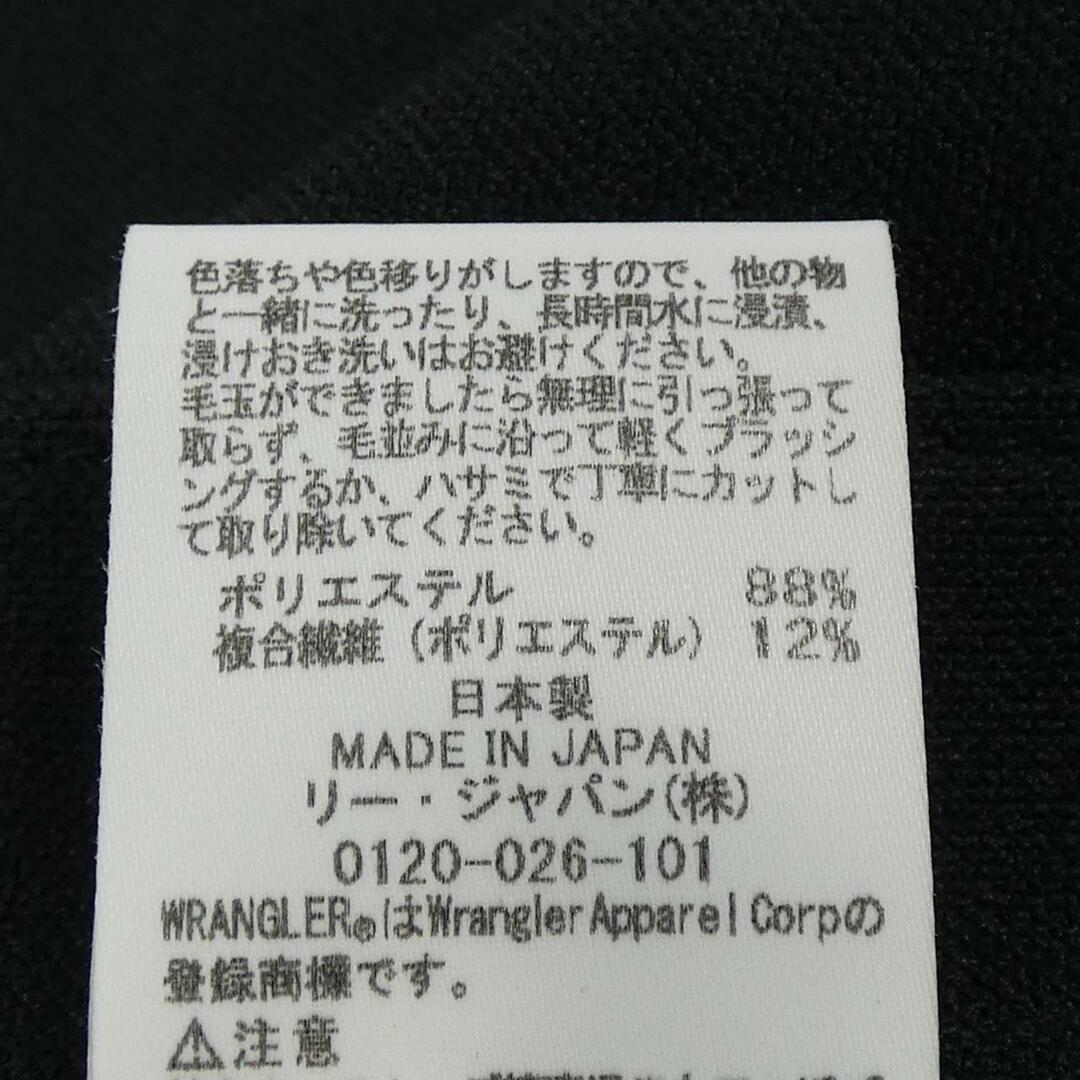 色落ちや色移りがしますので、他の物
と一緒に洗ったり、長時間水に浸漬、
浸けおき洗いはお避けください。
毛玉ができましたら無理に引っ張って
取らず、毛並みに沿って軽くブラッシ
ングするか、ハサミで丁寧にカットし
て取り除いてください。
ポリエステル 88%
複合繊維（ポリエステル） 12%
日本製
MADE IN JAPAN
リー・ジャパン(株)
0120-026-101
WRANGLER®はWrangler Apparel Corpの
登録商標です。
⚠注意